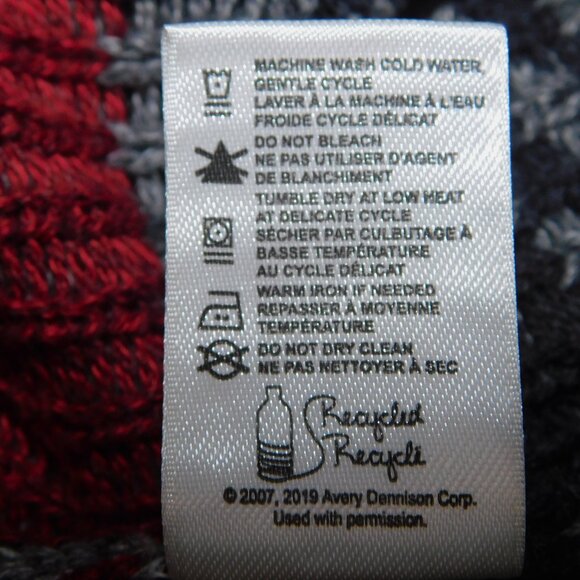 MACHINE WASH COLD WATER,
GENTLE CYCLE
LAVER À LA MACHINE À L'EAU
FROIDE CYCLE DÉLICAT
DO NOT BLEACH
NE PAS UTILISER D'AGENT
DE BLANCHIMENT
TUMBLE DRY AT LOW HEAT
AT DELICATE CYCLE
SÉCHER PAR CULBUTAGE À
BASSE TEMPÉRATURE
AU CYCLE DÉLICAT
WARM IRON IF NEEDED
REPASSER À MOYENNE
TEMPÉRATURE
DO NOT DRY CLEAN
NE PAS NETTOYER À SEC
Recycled
Recyclé
© 2007, 2019 Avery Dennison Corp.
Used with permission.